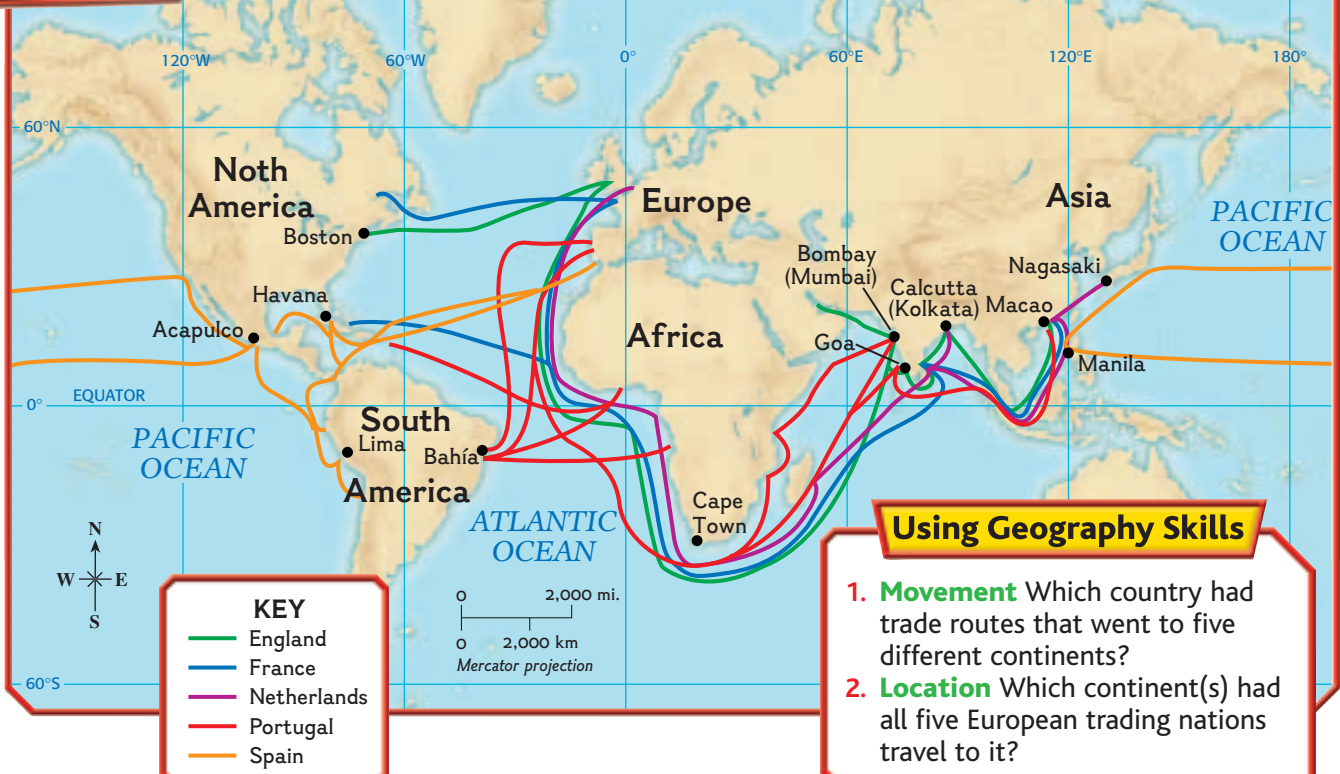 120°W
60°W
0°
60°E
120°E
180°
60°N
Noth
America
Europe
Asia
PACIFIC
OCEAN
Boston
Bombay
(Mumbai)
Calcutta
(Kolkata)
Nagasaki
Havana
Macao
Acapulco
Africa
Goa
Manila
EQUATOR
0°
South
America
PACIFIC
OCEAN
Lima
Bahía
Cape
Town
ATLANTIC
OCEAN
N
W E
S
0 2,000 mi.
0 2,000 km
Mercator projection
60°S
KEY
England
France
Netherlands
Portugal
Spain
Using Geography Skills
1. Movement Which country had
trade routes that went to five
different continents?
2. Location Which continent(s) had
all five European trading nations
travel to it?